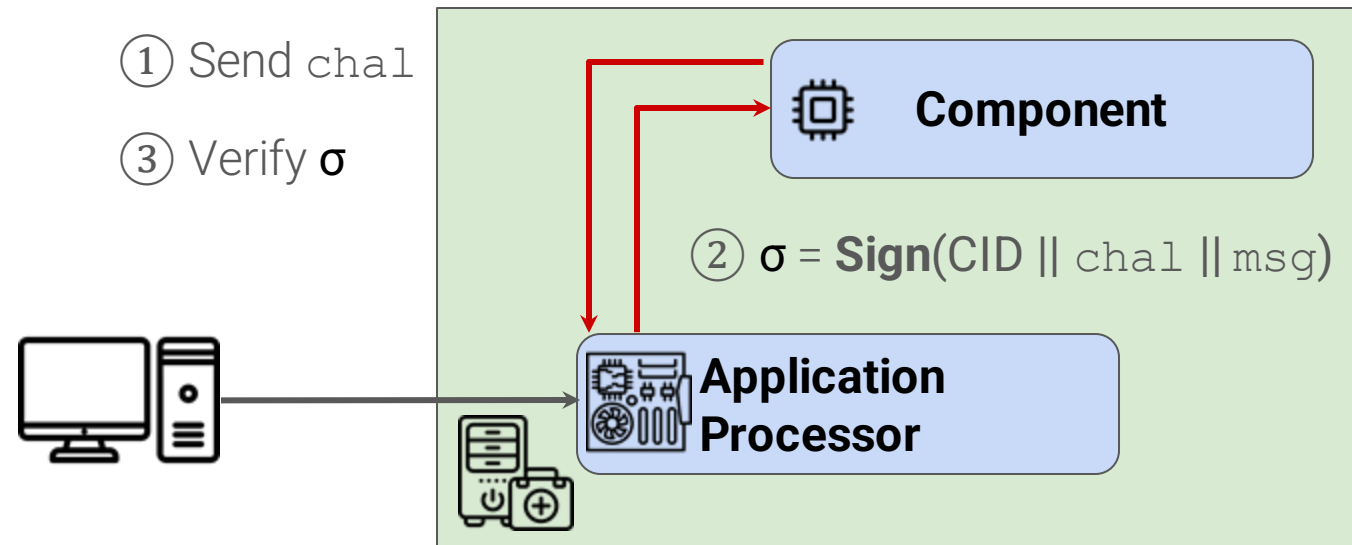 ① Send chal
③ Verify σ
Component
② σ = Sign(CID || chal || msg)
Application
Processor